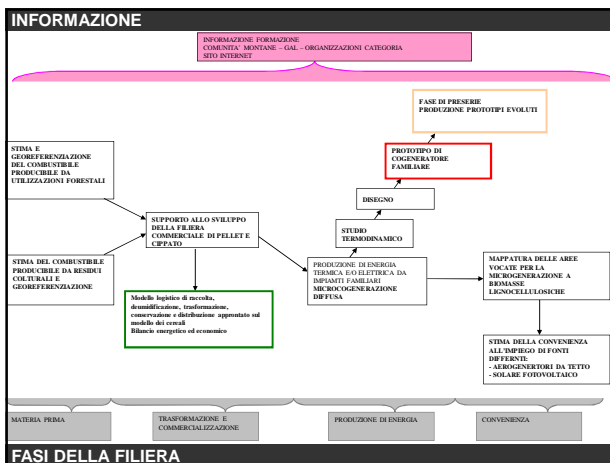 INFORMAZIONE
INFORMAZIONE FORMAZIONE
COMUNITA' MONTANE – GAL – ORGANIZZAZIONI CATEGORIA
SITO INTERNET
FASE DI PRESERIE
PRODUZIONE PROTOTIPI EVOLUTI
STIMA E
GEOREFERENZIAZIONE
DEL COMBUSTIBILE
PRODUCIBILE DA
UTILIZZAZIONI FORESTALI
PROTOTIPO DI
COGENERATORE
FAMILIARE
DISEGNO
SUPPORTO ALLO SVILUPPO
DELLA FILIERA
COMMERCIALE DI PELLET E
CIPPATO
STUDIO
TERMODINAMICO
STIMA DEL COMBUSTIBILE
PRODUCIBILE DA RESIDUI
COLTURALI E
GEOREFERENZIAZIONE
PRODUZIONE DI ENERGIA
TERMICA E/O ELETTRICA DA
IMPIANTI FAMILIARI
MICROCOGENERAZIONE
DIFFUSA
MAPPATURA DELLE AREE
VOCATE PER LA
MICROGENERAZIONE A
BIOMASSE
LIGNOCELLULOSICHE
Modello logistico di raccolta,
deumidificazione, trasformazione,
conservazione e distribuzione approntato sul
modello dei cereali
Bilancio energetico ed economico
STIMA DELLA CONVENIENZA
ALL'IMPIEGO DI FONTI
DIFFERNTI:
- AEROGENERTORI DA TETTO
- SOLARE FOTOVOLTAICO
MATERIA PRIMA
TRASFORMAZIONE E
COMMERCIALIZZAZIONE
PRODUZIONE DI ENERGIA
CONVENIENZA
FASI DELLA FILIERA